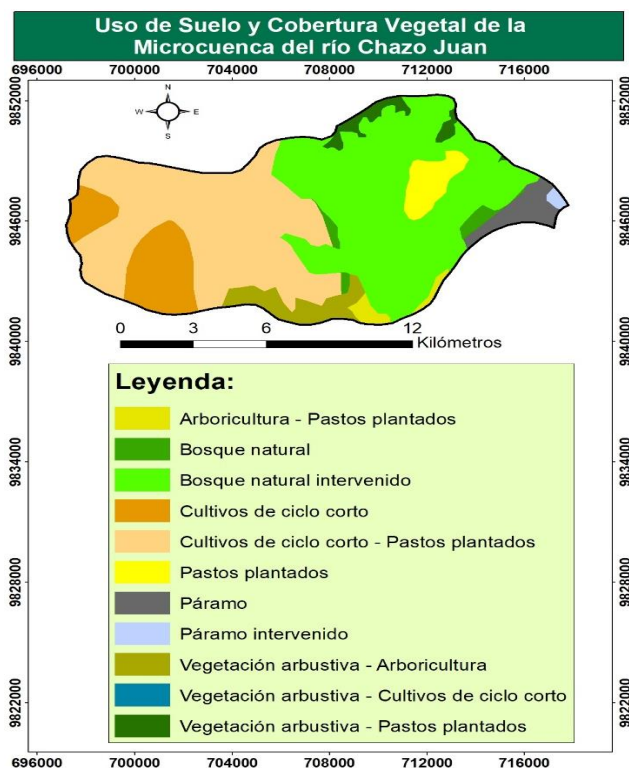 Uso de Suelo y Cobertura Vegetal de la
Microcuenca del río Chazo Juan
696000 700000 704000 708000 712000 716000
9852000 9852000
N
W E
S
9846000 9846000
9840000 9840000
0 3 6 12
Kilómetros
Leyenda:
Arboricultura - Pastos plantados
Bosque natural
9834000 9834000
Bosque natural intervenido
Cultivos de ciclo corto
Cultivos de ciclo corto - Pastos plantados
Pastos plantados
9828000 9828000
Páramo
Páramo intervenido
Vegetación arbustiva - Arboricultura
Vegetación arbustiva - Cultivos de ciclo corto
9822000 9822000
Vegetación arbustiva - Pastos plantados
696000 700000 704000 708000 712000 716000